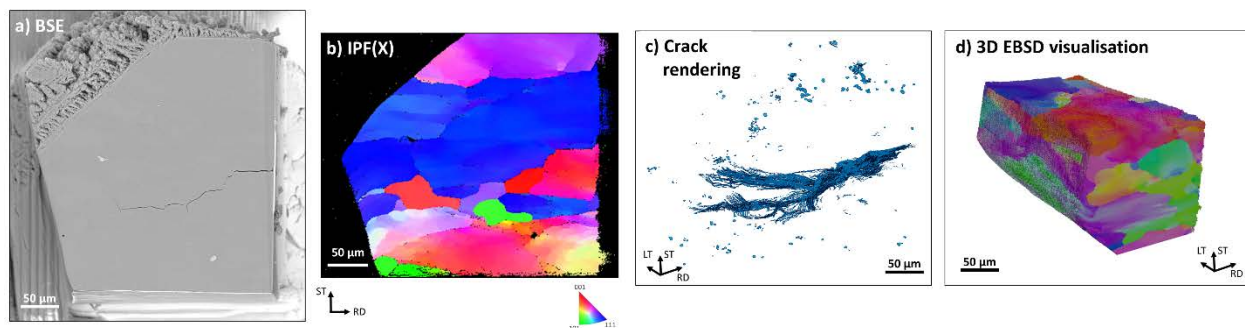 a) BSE
50 µm
b) IPF(X)
50 µm
ST
RD
001
101
111
c) Crack
rendering
LT
ST
RD
50 µm
d) 3D EBSD visualisation
50 µm
LT
ST
RD